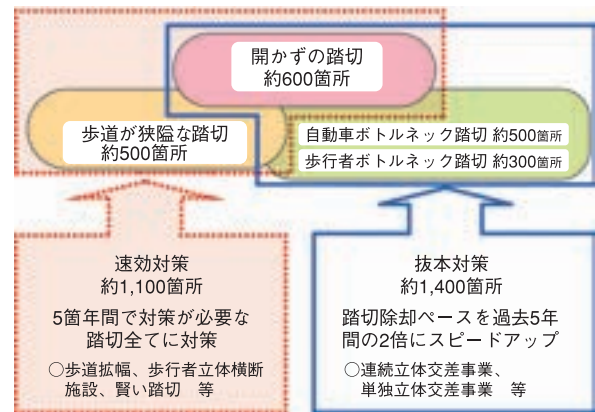 開かずの踏切
約600箇所
歩道が狭隘な踏切
約500箇所
自動車ボトルネック踏切 約500箇所
歩行者ボトルネック踏切 約300箇所
速効対策
約1,100箇所
5箇年間で対策が必要な
踏切全てに対策
○歩道拡幅、歩行者立体横断
施設、賢い踏切　等
抜本対策
約1,400箇所
踏切除却ペースを過去5年
間の2倍にスピードアップ
○連続立体交差事業、
単独立体交差事業　等